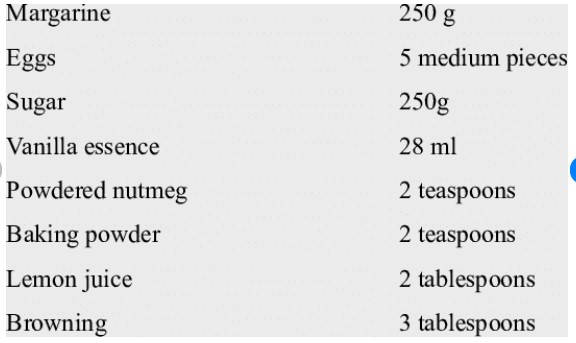 Margarine 250 g
Eggs 5 medium pieces
Sugar 250g
Vanilla essence 28 ml
Powdered nutmeg 2 teaspoons
Baking powder 2 teaspoons
Lemon juice 2 tablespoons
Browning 3 tablespoons